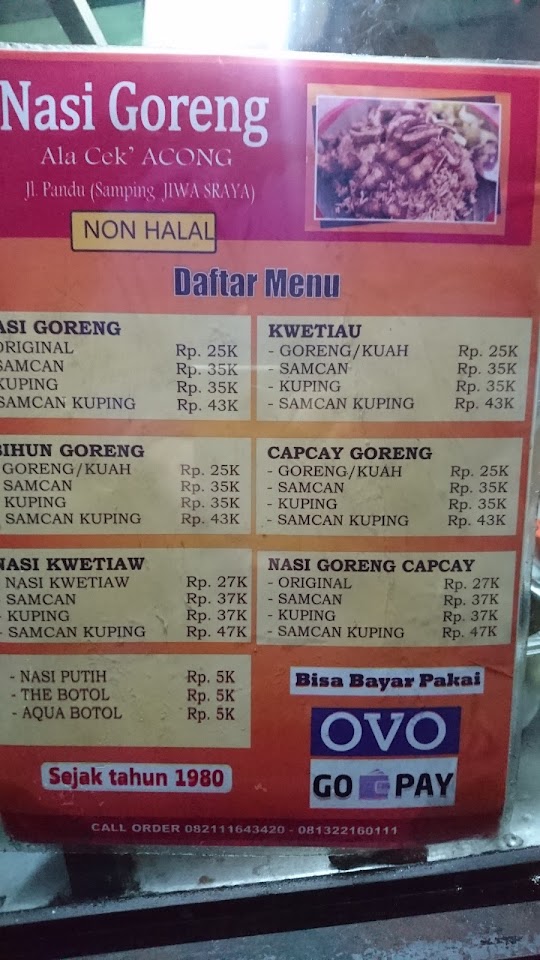 Nasi Goreng
Ala Cek' ACONG
Jl. Pandu (Samping JIWA SRAYA)
NON HALAL
Daftar Menu
ASI GORENG
ORIGINAL Rp. 25K
SAMCAN Rp. 35K
KUPING Rp. 35K
SAMCAN KUPING Rp. 43K
KWETIAU
- GORENG/KUAH Rp. 25K
- SAMCAN Rp. 35K
- KUPING Rp. 35K
- SAMCAN KUPING Rp. 43K
BIHUN GORENG
GORENG/KUAH Rp. 25K
SAMCAN Rp. 35K
KUPING Rp. 35K
SAMCAN KUPING Rp. 43K
CAPCAY GORENG
- GORENG/KUAH Rp. 25K
- SAMCAN Rp. 35K
- KUPING Rp. 35K
- SAMCAN KUPING Rp. 43K
NASI KWETIAW
- NASI KWETIAW Rp. 27K
- SAMCAN Rp. 37K
- KUPING Rp. 37K
- SAMCAN KUPING Rp. 47K
NASI GORENG CAPCAY
- ORIGINAL Rp. 27K
- SAMCAN Rp. 37K
- KUPING Rp. 37K
- SAMCAN KUPING Rp. 47K
- NASI PUTIH Rp. 5K
- THE BOTOL Rp. 5K
- AQUA BOTOL Rp. 5K
Bisa Bayar Pakai
OVO
GO PAY
Sejak tahun 1980
CALL ORDER 082111643420 - 081322160111